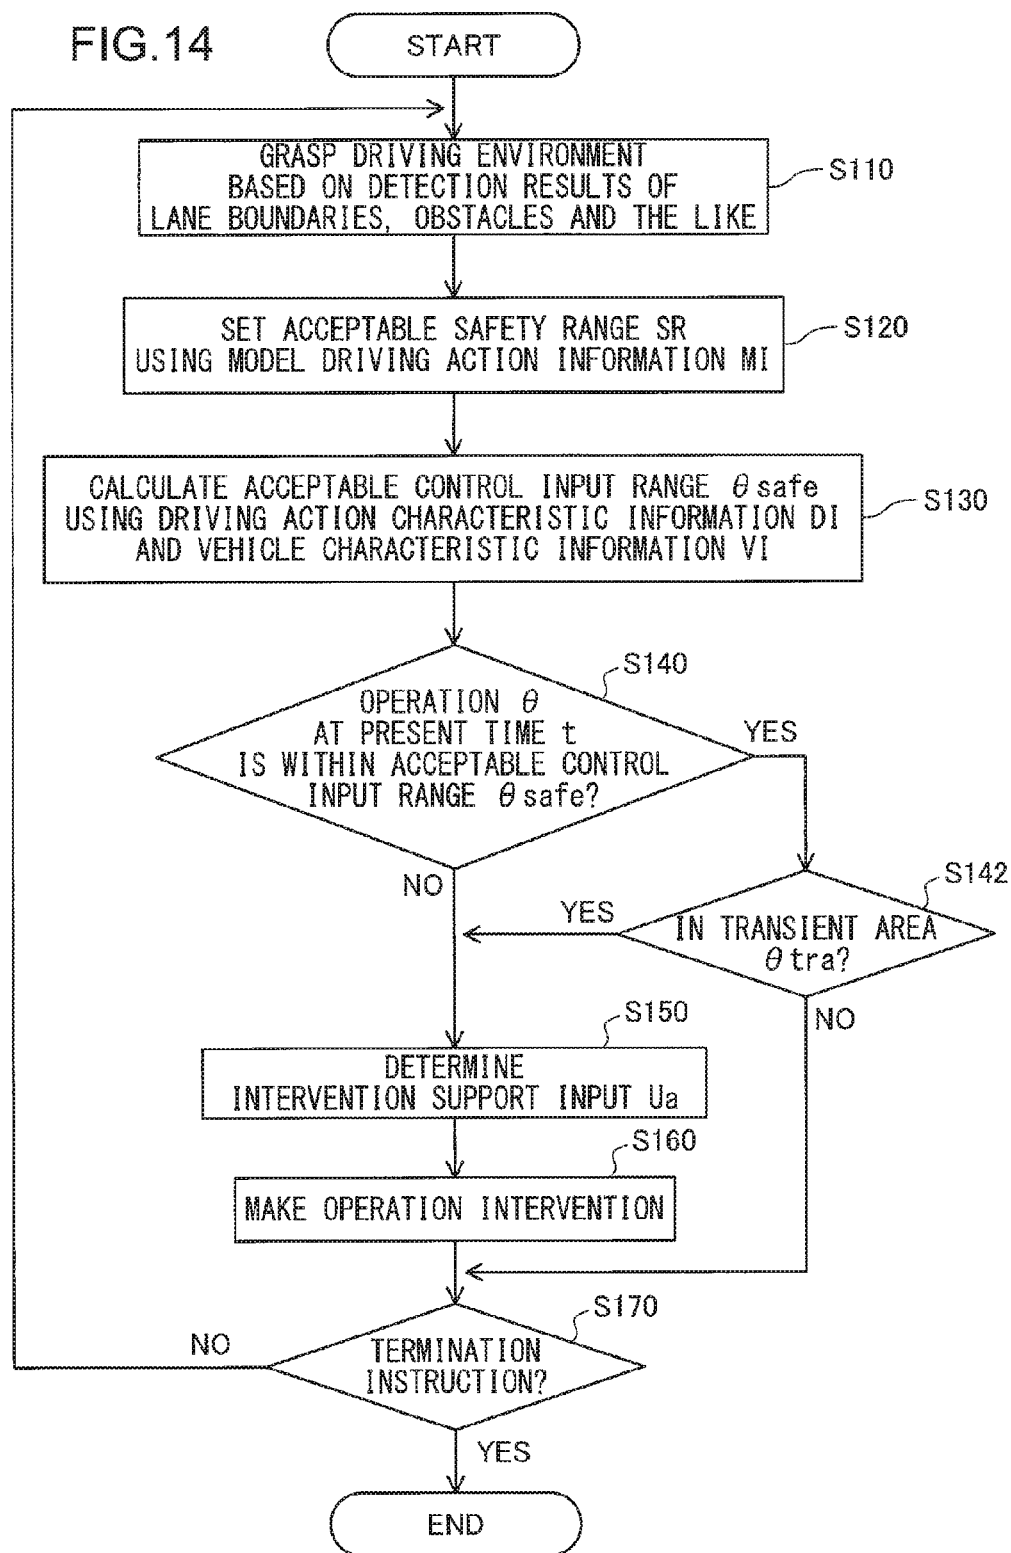 FIG.14
START
GRASP DRIVING ENVIRONMENT
BASED ON DETECTION RESULTS OF
LANE BOUNDARIES, OBSTACLES AND THE LIKE
S110
SET ACCEPTABLE SAFETY RANGE SR
USING MODEL DRIVING ACTION INFORMATION MI
S120
CALCULATE ACCEPTABLE CONTROL INPUT RANGE θsafe
USING DRIVING ACTION CHARACTERISTIC INFORMATION DI
AND VEHICLE CHARACTERISTIC INFORMATION VI
S130
S140
OPERATION θ
AT PRESENT TIME t
IS WITHIN ACCEPTABLE CONTROL
INPUT RANGE θsafe?
YES
NO
S142
IN TRANSIENT AREA
θtra?
YES
NO
S150
DETERMINE
INTERVENTION SUPPORT INPUT Ua
S160
MAKE OPERATION INTERVENTION
S170
TERMINATION
INSTRUCTION?
NO
YES
END